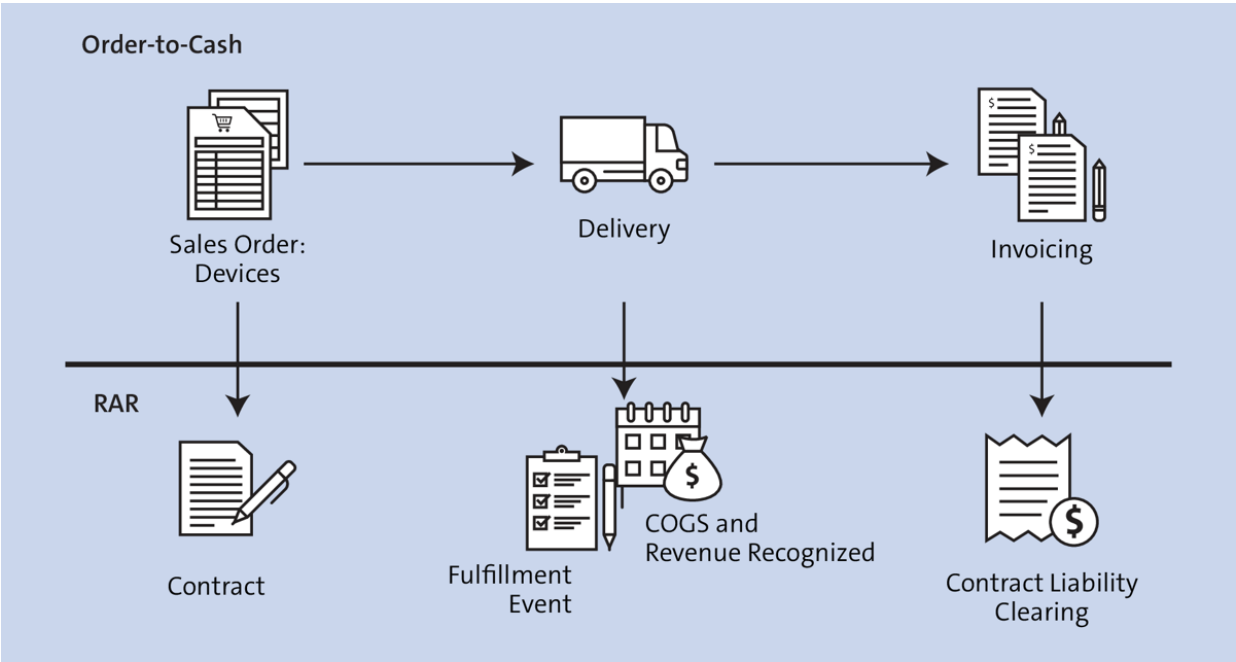 Order-to-Cash
$
$
Sales Order:
Devices
Delivery
Invoicing
RAR
$
$
COGS and
Revenue Recognized
Fulfillment
Event
Contract
Contract Liability
Clearing